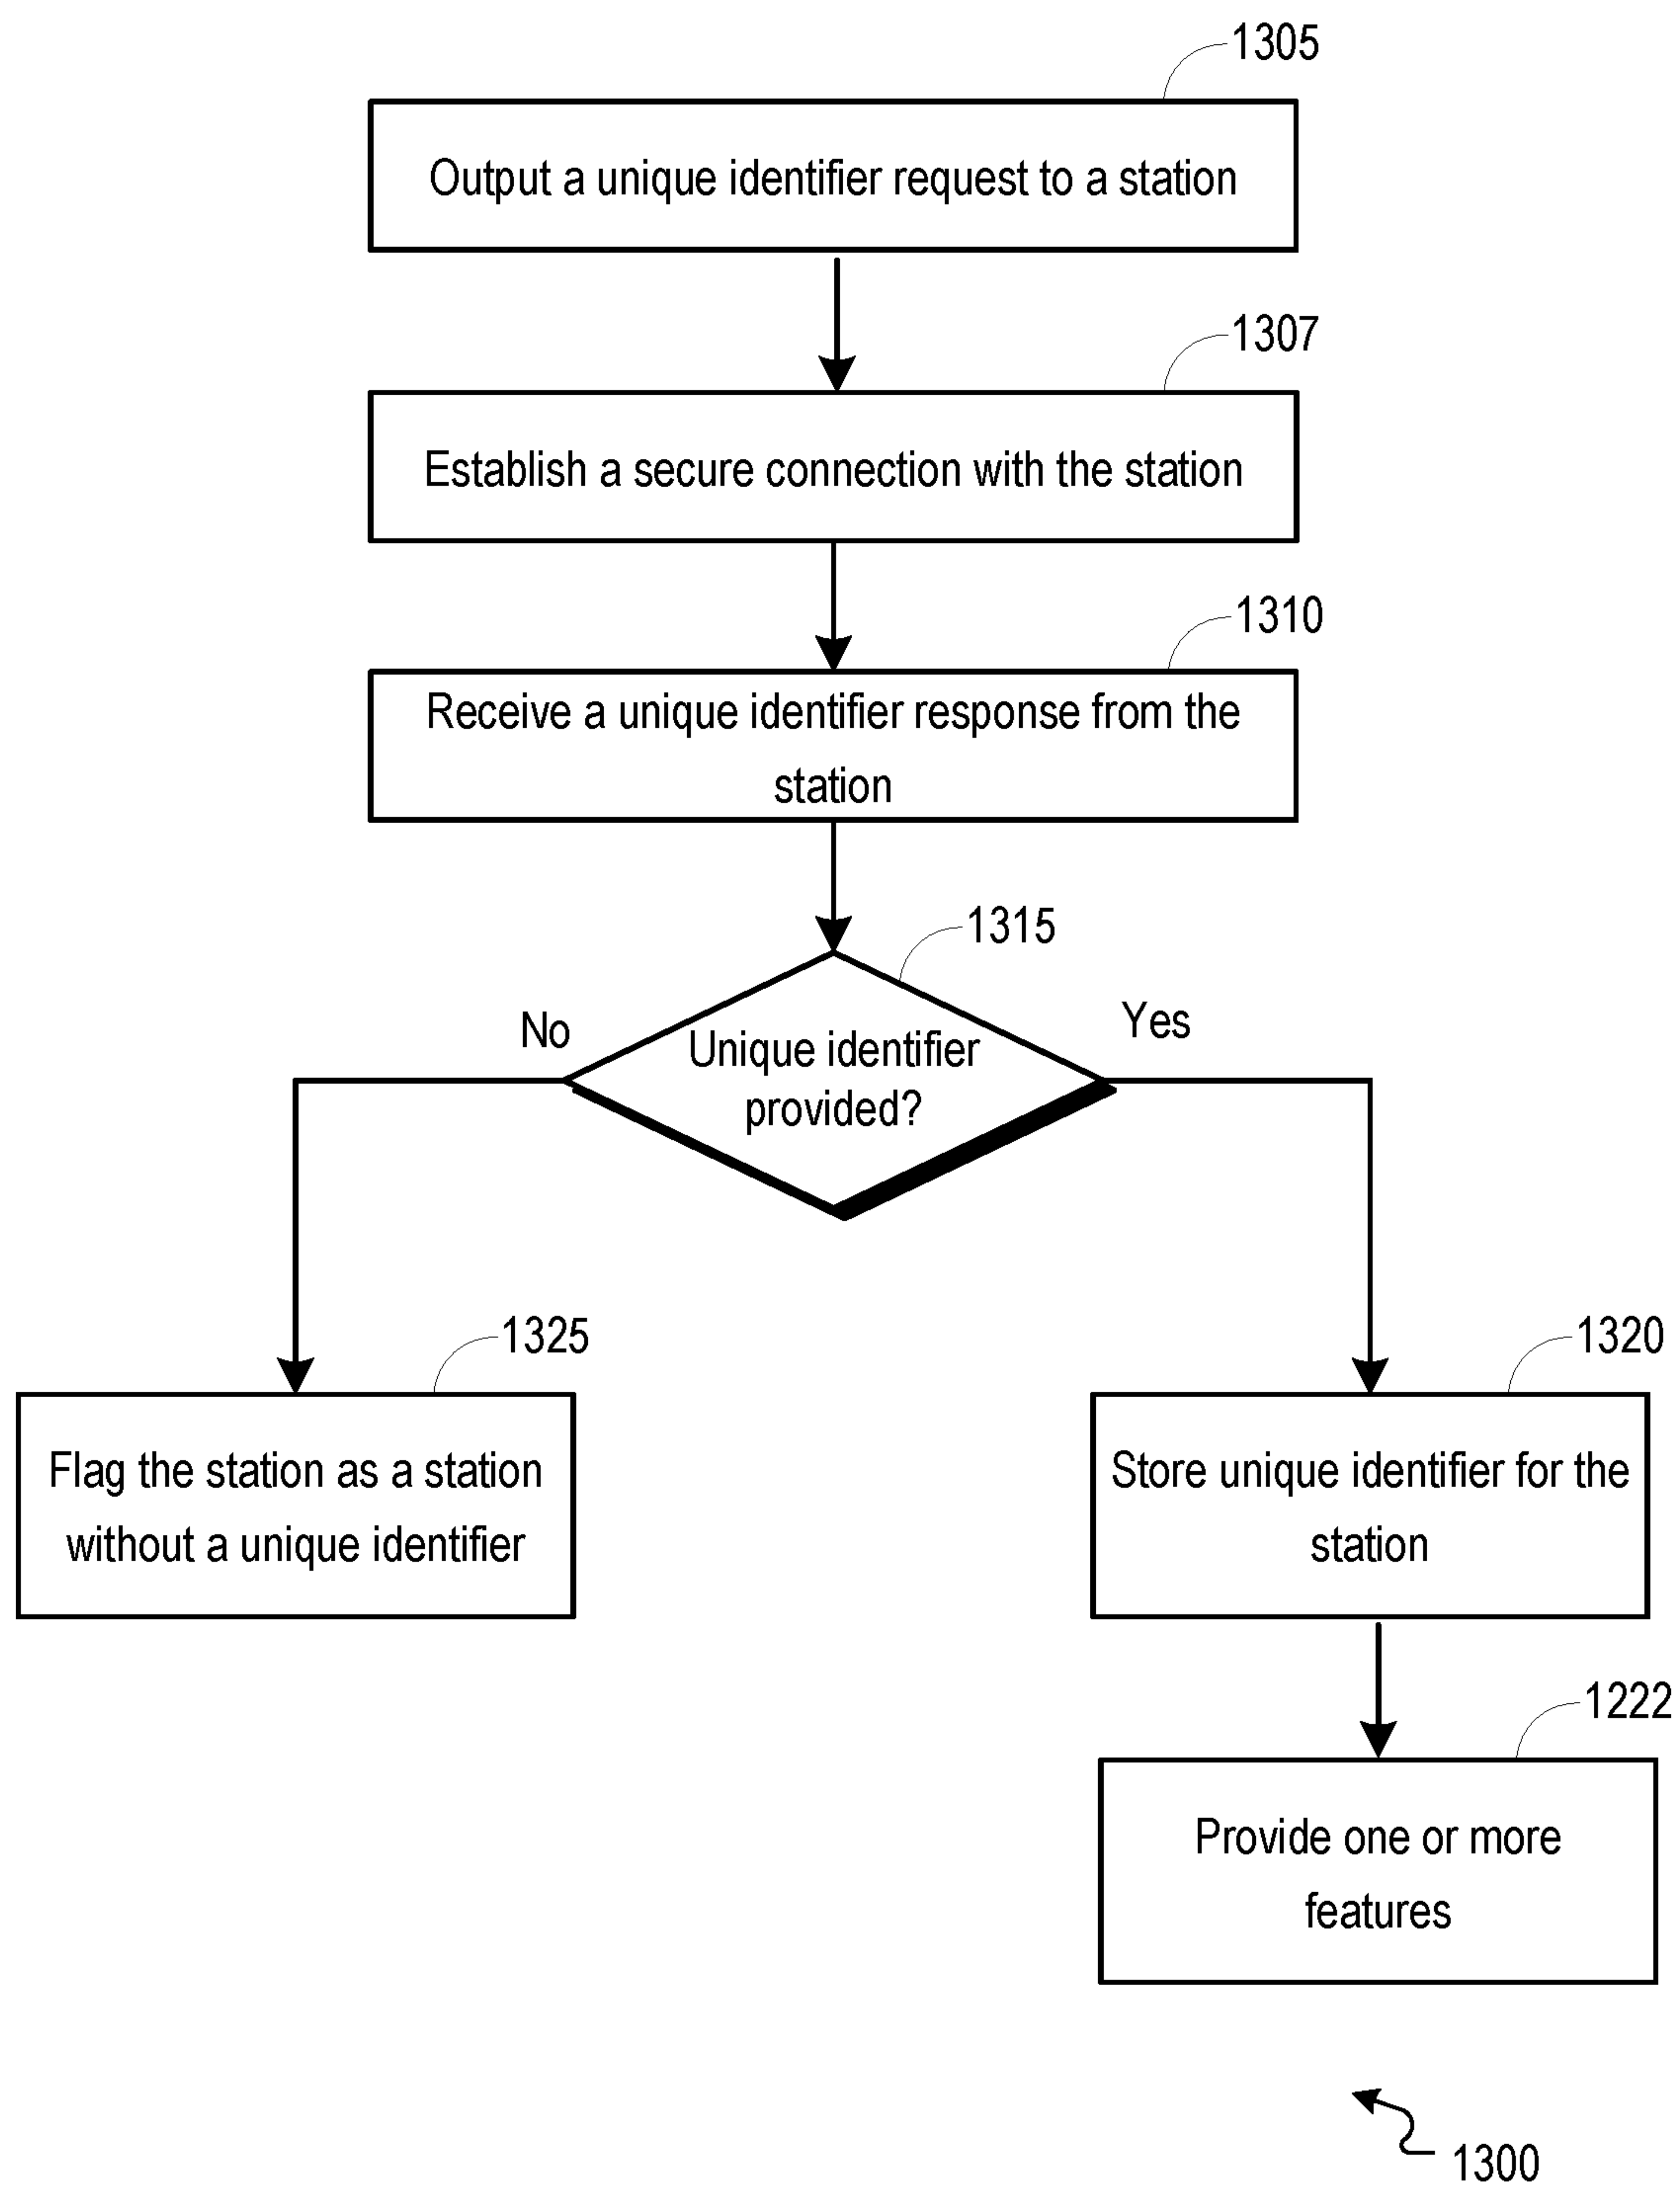 1305
Output a unique identifier request to a station
1307
Establish a secure connection with the station
1310
Receive a unique identifier response from the
station
1315
No
Yes
Unique identifier
provided?
1325
1320
Flag the station as a station
without a unique identifier
Store unique identifier for the
station
1222
Provide one or more
features
1300